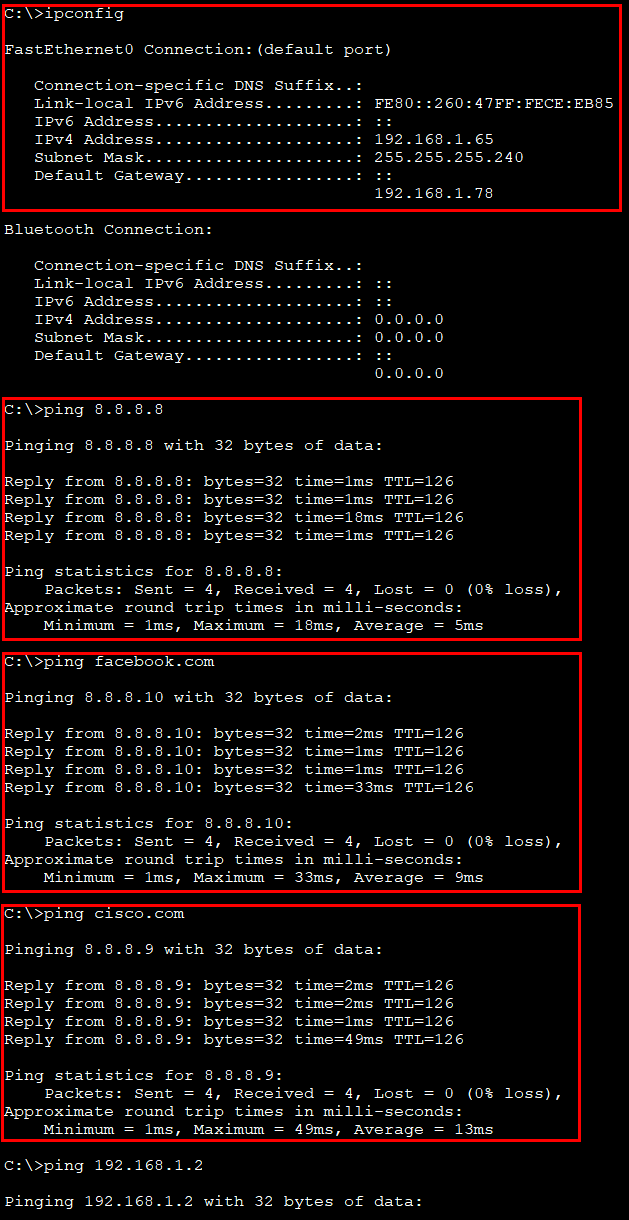 C:\>ipconfig
FastEthernet0 Connection:(default port)
Connection-specific DNS Suffix..:
Link-local IPv6 Address.........: FE80::260:47FF:FECE:EB85
IPv6 Address....................: ::
IPv4 Address....................: 192.168.1.65
Subnet Mask.....................: 255.255.255.240
Default Gateway.................: ::
192.168.1.78
Bluetooth Connection:
Connection-specific DNS Suffix..:
Link-local IPv6 Address.........: ::
IPv6 Address....................: ::
IPv4 Address....................: 0.0.0.0
Subnet Mask.....................: 0.0.0.0
Default Gateway.................: ::
0.0.0.0
C:\>ping 8.8.8.8
Pinging 8.8.8.8 with 32 bytes of data:
Reply from 8.8.8.8: bytes=32 time=1ms TTL=126
Reply from 8.8.8.8: bytes=32 time=1ms TTL=126
Reply from 8.8.8.8: bytes=32 time=18ms TTL=126
Reply from 8.8.8.8: bytes=32 time=1ms TTL=126
Ping statistics for 8.8.8.8:
Packets: Sent = 4, Received = 4, Lost = 0 (0% loss),
Approximate round trip times in milli-seconds:
Minimum = 1ms, Maximum = 18ms, Average = 5ms
C:\>ping facebook.com
Pinging 8.8.8.10 with 32 bytes of data:
Reply from 8.8.8.10: bytes=32 time=2ms TTL=126
Reply from 8.8.8.10: bytes=32 time=1ms TTL=126
Reply from 8.8.8.10: bytes=32 time=1ms TTL=126
Reply from 8.8.8.10: bytes=32 time=33ms TTL=126
Ping statistics for 8.8.8.10:
Packets: Sent = 4, Received = 4, Lost = 0 (0% loss),
Approximate round trip times in milli-seconds:
Minimum = 1ms, Maximum = 33ms, Average = 9ms
C:\>ping cisco.com
Pinging 8.8.8.9 with 32 bytes of data:
Reply from 8.8.8.9: bytes=32 time=2ms TTL=126
Reply from 8.8.8.9: bytes=32 time=2ms TTL=126
Reply from 8.8.8.9: bytes=32 time=1ms TTL=126
Reply from 8.8.8.9: bytes=32 time=49ms TTL=126
Ping statistics for 8.8.8.9:
Packets: Sent = 4, Received = 4, Lost = 0 (0% loss),
Approximate round trip times in milli-seconds:
Minimum = 1ms, Maximum = 49ms, Average = 13ms
C:\>ping 192.168.1.2
Pinging 192.168.1.2 with 32 bytes of data: